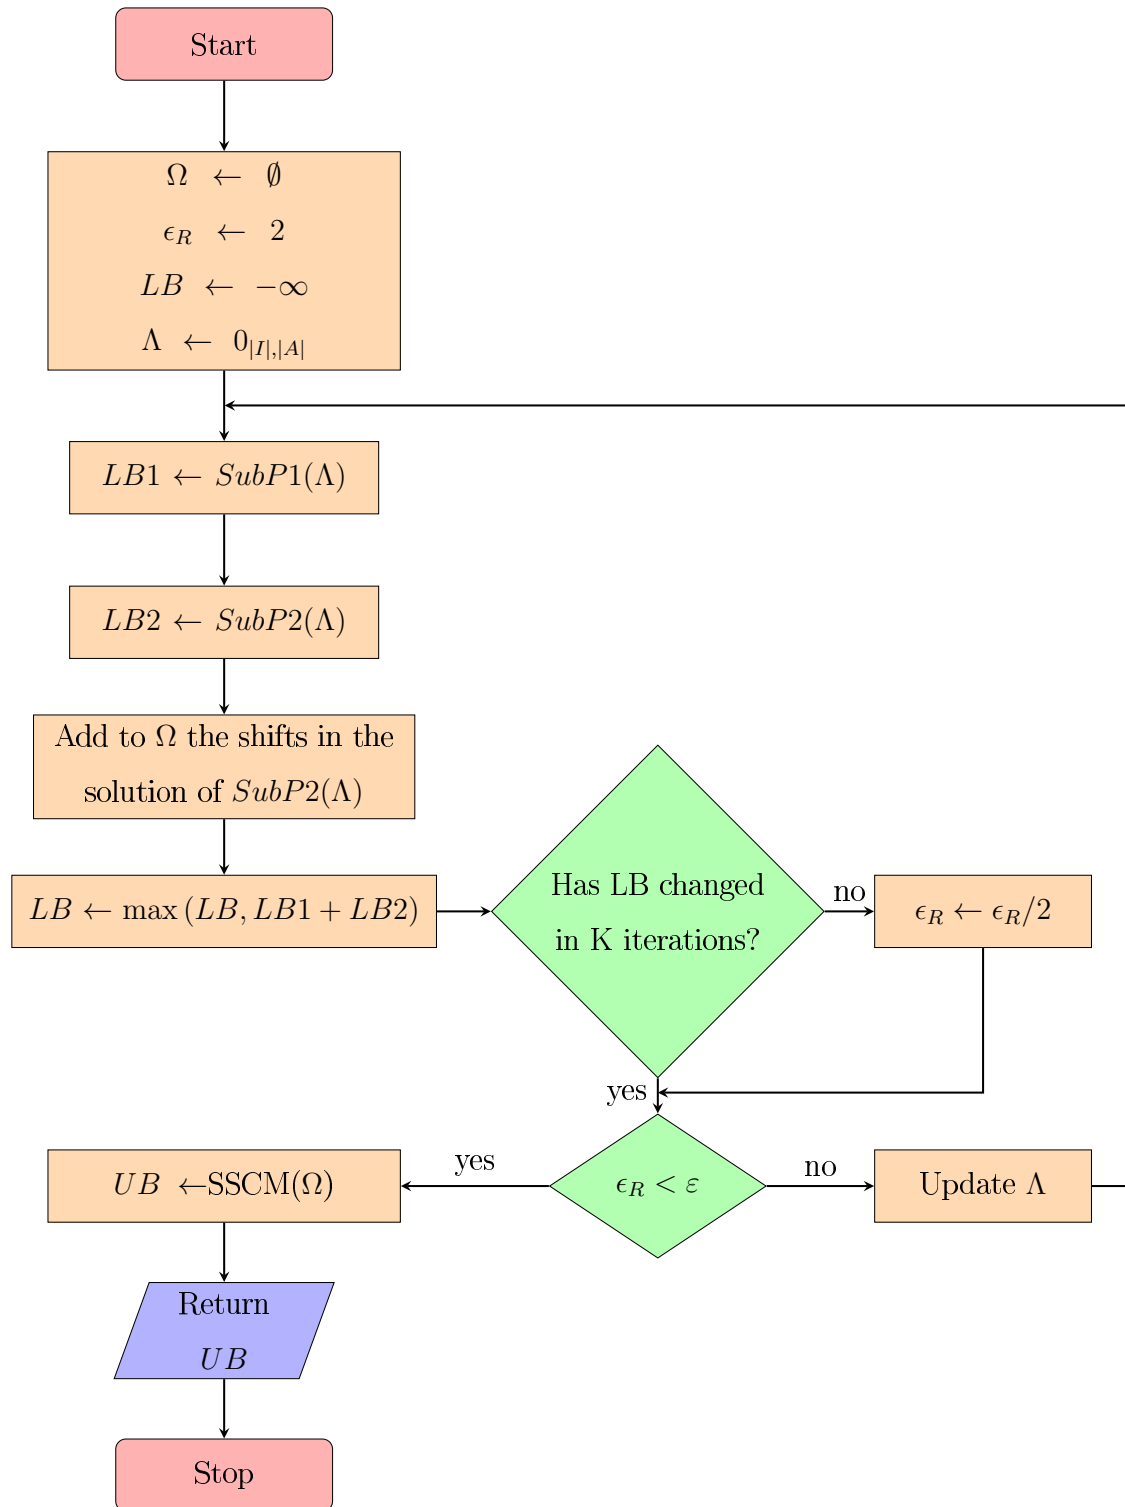 Start
Ω ← ∅
ϵ_R ← 2
LB ← −∞
Λ ← 0_{|I|,|A|}
LB1 ← SubP1(Λ)
LB2 ← SubP2(Λ)
Add to Ω the shifts in the
solution of SubP2(Λ)
LB ← max (LB, LB1 + LB2)
Has LB changed
in K iterations?
no
ϵ_R ← ϵ_R/2
yes
ϵ_R < ε
no
Update Λ
yes
UB ←SSCM(Ω)
Return
UB
Stop